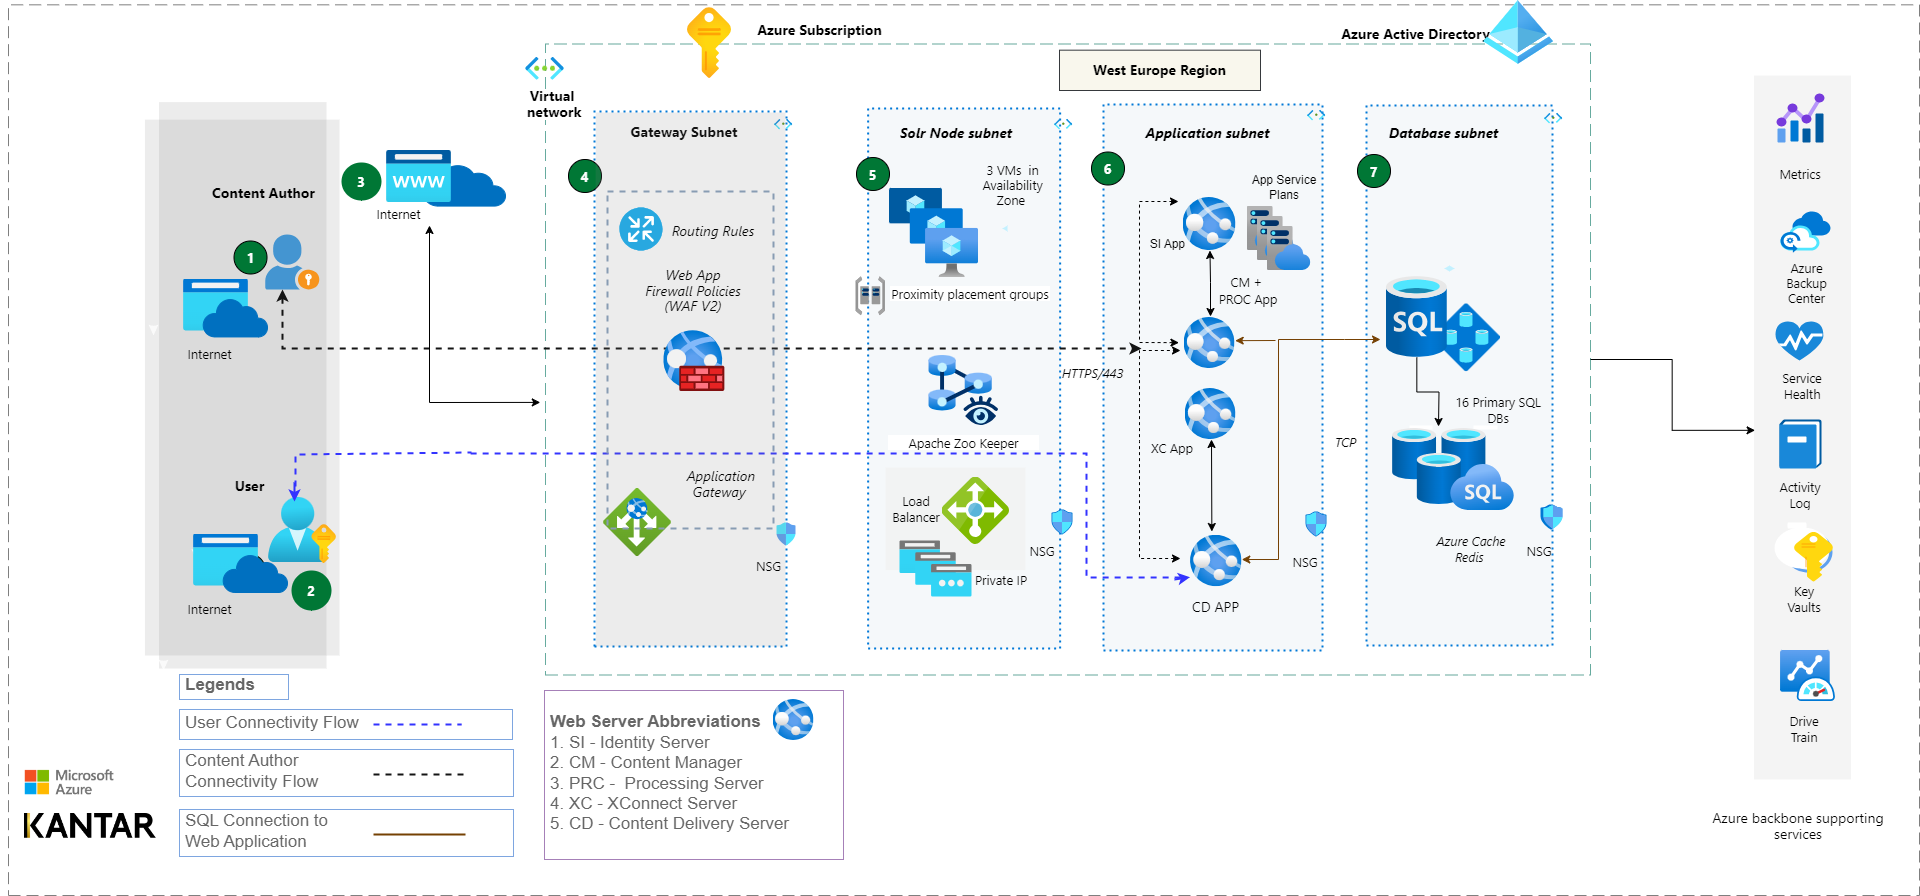 Azure Subscription
Azure Active Directory
West Europe Region
Virtual
network
Gateway Subnet
Solr Node subnet
Application subnet
Database subnet
Content Author
1
Internet
User
2
Internet
3
WWW
Internet
4
Routing Rules
Web App
Firewall Policies
(WAF V2)
Application
Gateway
NSG
5
3 VMs in
Availability
Zone
Proximity placement groups
Apache Zoo Keeper
Load
Balancer
Private IP
NSG
HTTPS/443
6
App Service
Plans
SI App
CM +
PROC App
XC App
CD APP
NSG
TCP
7
SQL
16 Primary SQL
DBs
SQL
Azure Cache
Redis
NSG
Metrics
Azure
Backup
Center
Service
Health
Activity
Log
Key
Vaults
Drive
Train
Azure backbone supporting
services
Legends
User Connectivity Flow
Content Author
Connectivity Flow
SQL Connection to
Web Application
Web Server Abbreviations
1. SI - Identity Server
2. CM - Content Manager
3. PRC - Processing Server
4. XC - XConnect Server
5. CD - Content Delivery Server
Microsoft
Azure
KANTAR